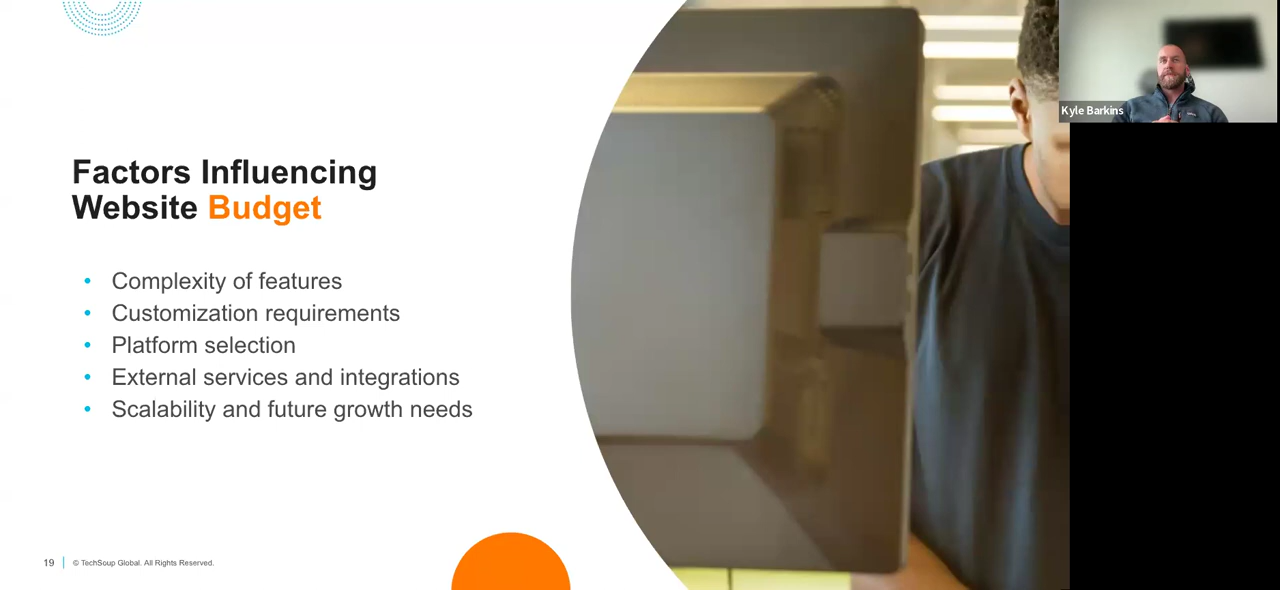 Factors Influencing
Website Budget
• Complexity of features
• Customization requirements
• Platform selection
• External services and integrations
• Scalability and future growth needs
19
© TechSoup Global. All Rights Reserved.
Kyle Barkins